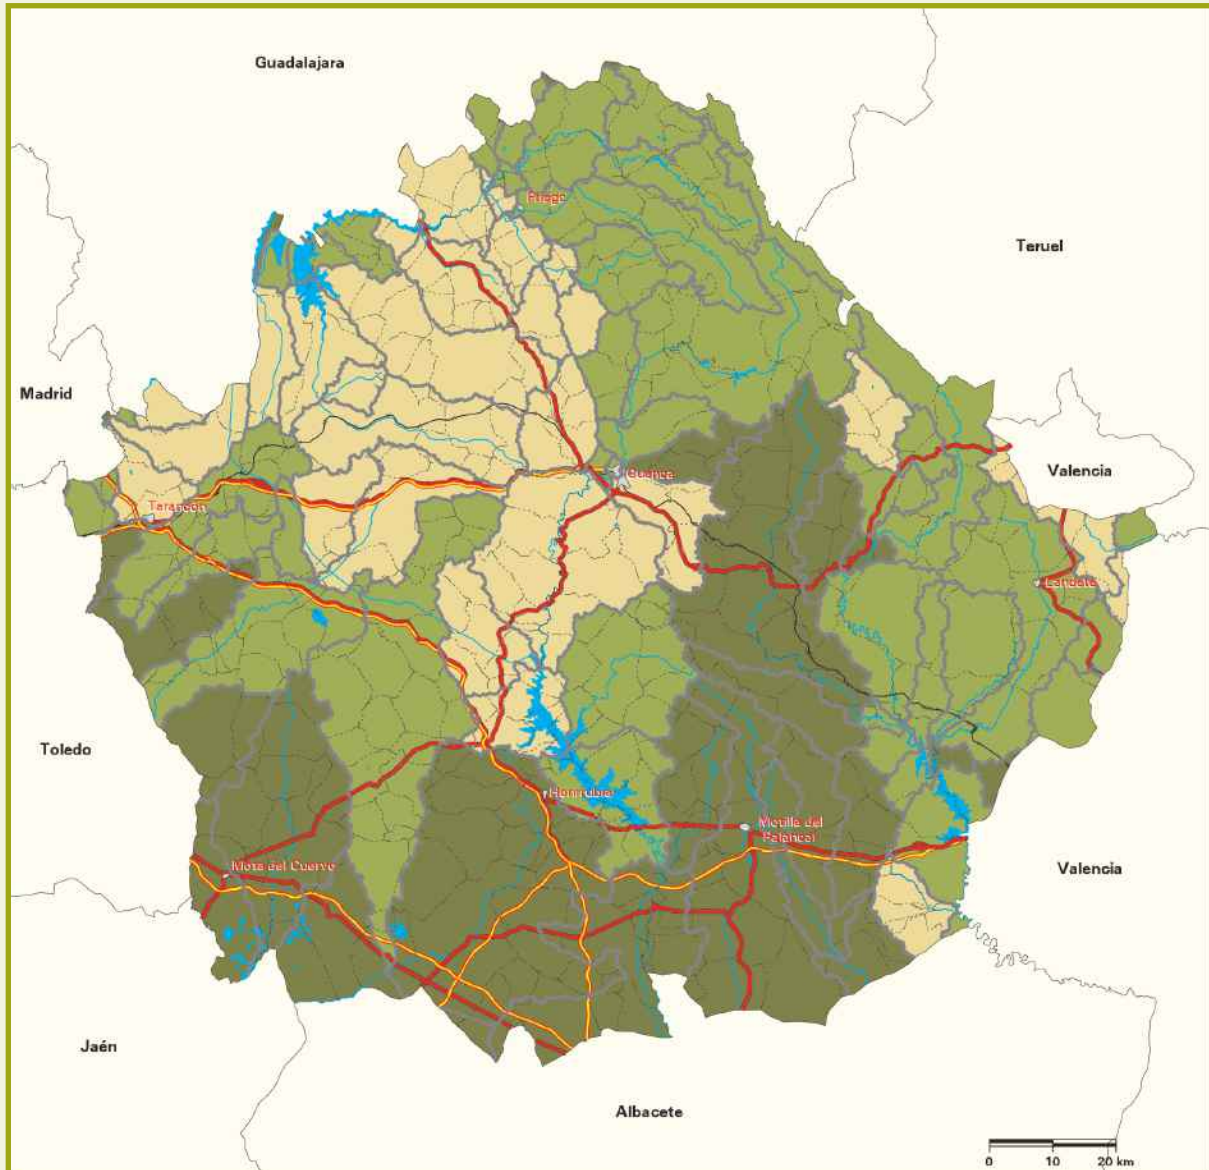 Guadalajara
Priego
Teruel
Madrid
Valencia
Cuenca
Tarancón
Landete
Toledo
Honrubia
Motilla del
Palancar
Mota del Cuervo
Valencia
Jaén
Albacete
0 10 20 km